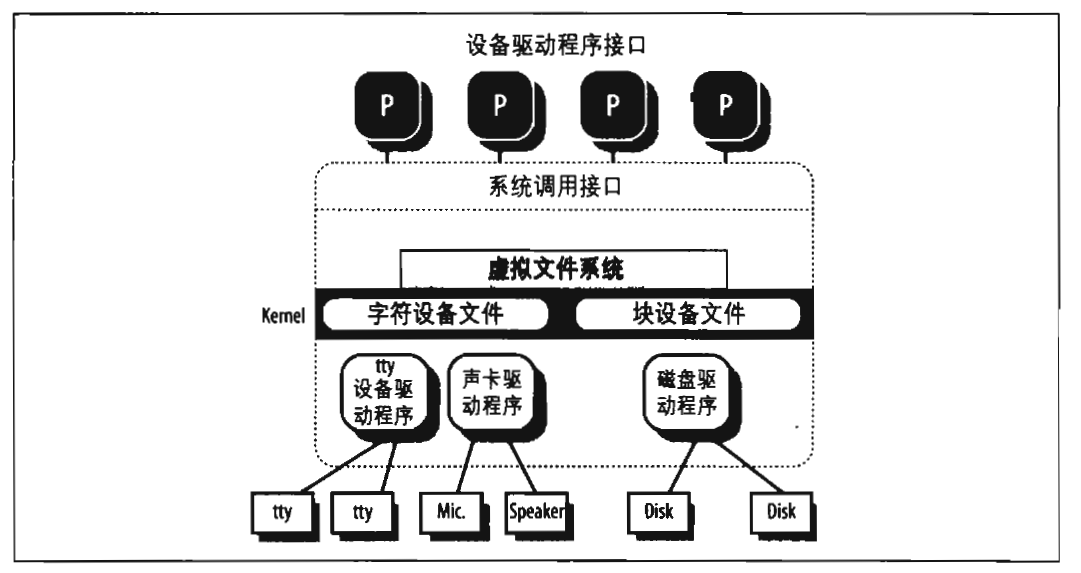 设备驱动程序接口
P P P P
系统调用接口
虚拟文件系统
Kernel
字符设备文件 块设备文件
tty
设备驱
动程序
声卡驱
动程序
磁盘驱
动程序
tty tty Mic. Speaker Disk Disk